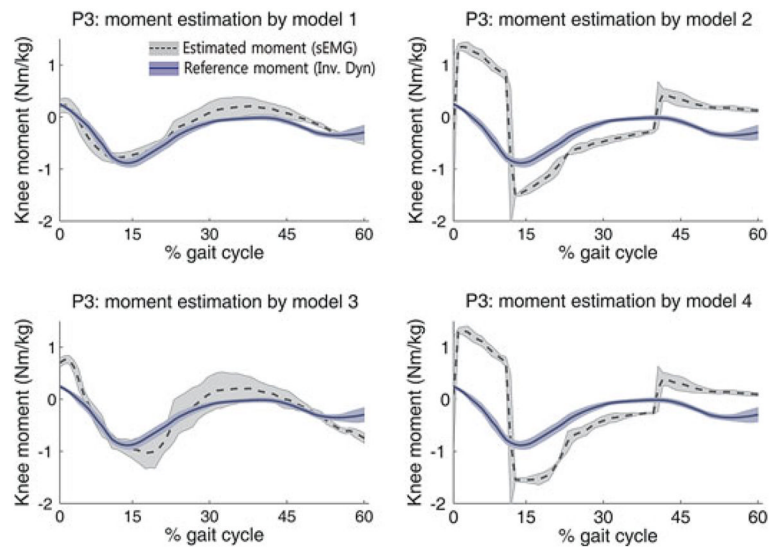 P3: moment estimation by model 1
Knee moment (Nm/kg)
1
0
-1
-2
Estimated moment (sEMG)
Reference moment (Inv. Dyn)
0 15 30 45 60
% gait cycle
P3: moment estimation by model 2
Knee moment (Nm/kg)
1
0
-1
-2
0 15 30 45 60
% gait cycle
P3: moment estimation by model 3
Knee moment (Nm/kg)
1
0
-1
-2
0 15 30 45 60
% gait cycle
P3: moment estimation by model 4
Knee moment (Nm/kg)
1
0
-1
-2
0 15 30 45 60
% gait cycle